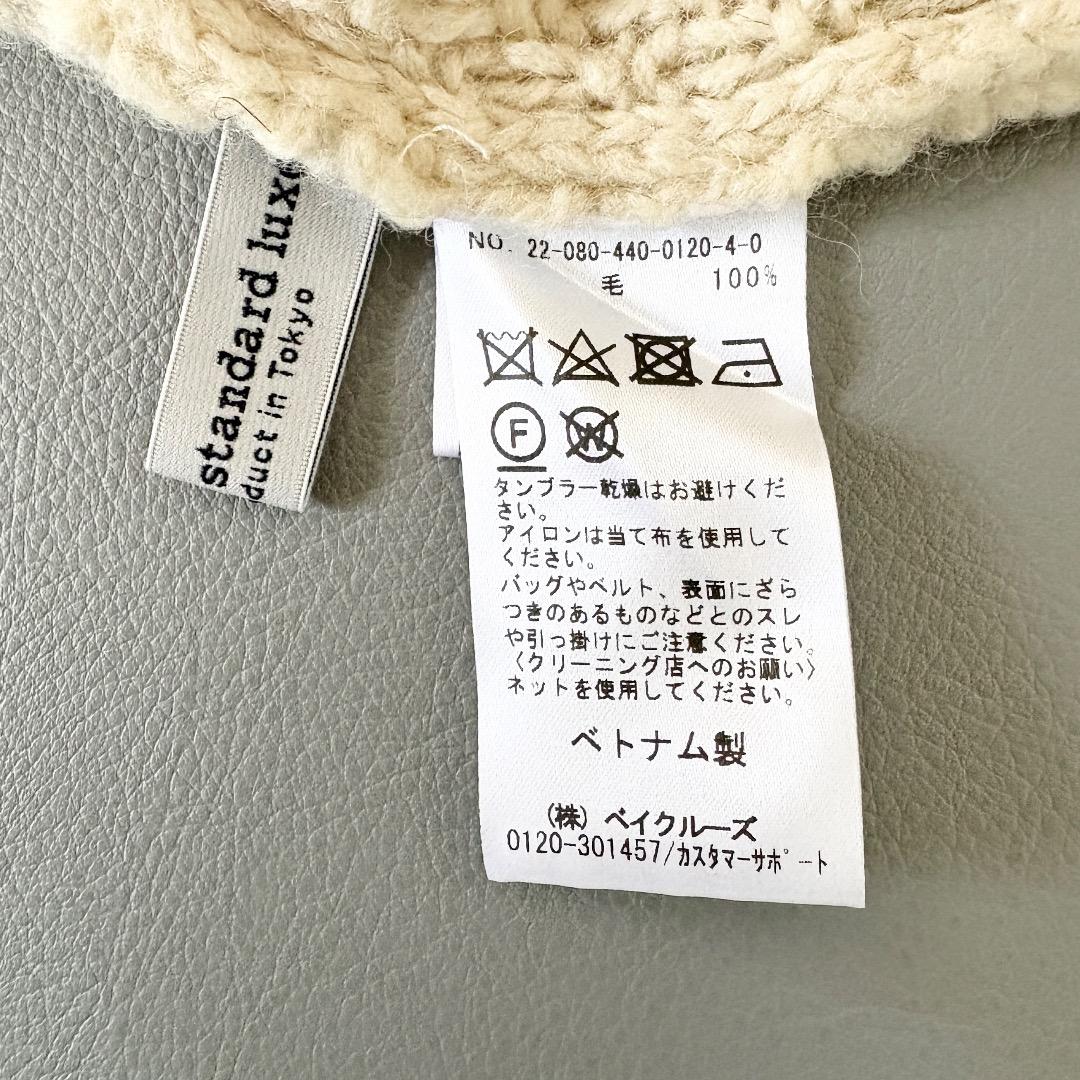 standard luxe
duct in Tokyo
NO. 22-080-440-0120-4-0
毛 100%
F
W
タンブラー乾燥はお避けくだ
さい。
アイロンは当て布を使用して
ください。
バッグやベルト、表面にざら
つきのあるものなどとのスレ
や引っ掛けにご注意ください。
〈クリーニング店へのお願い〉
ネットを使用してください。
ベトナム製
(株) ベイクルーズ
0120-301457/カスタマーサポート